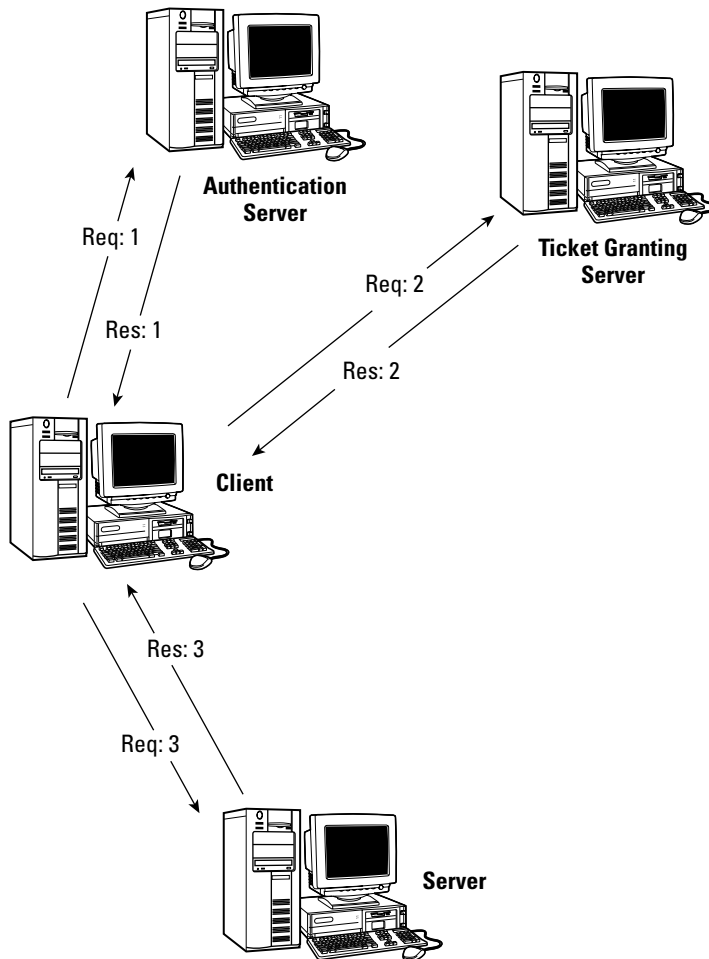 Authentication
Server
Ticket Granting
Server
Req: 1
Req: 2
Res: 1
Res: 2
Client
Res: 3
Req: 3
Server